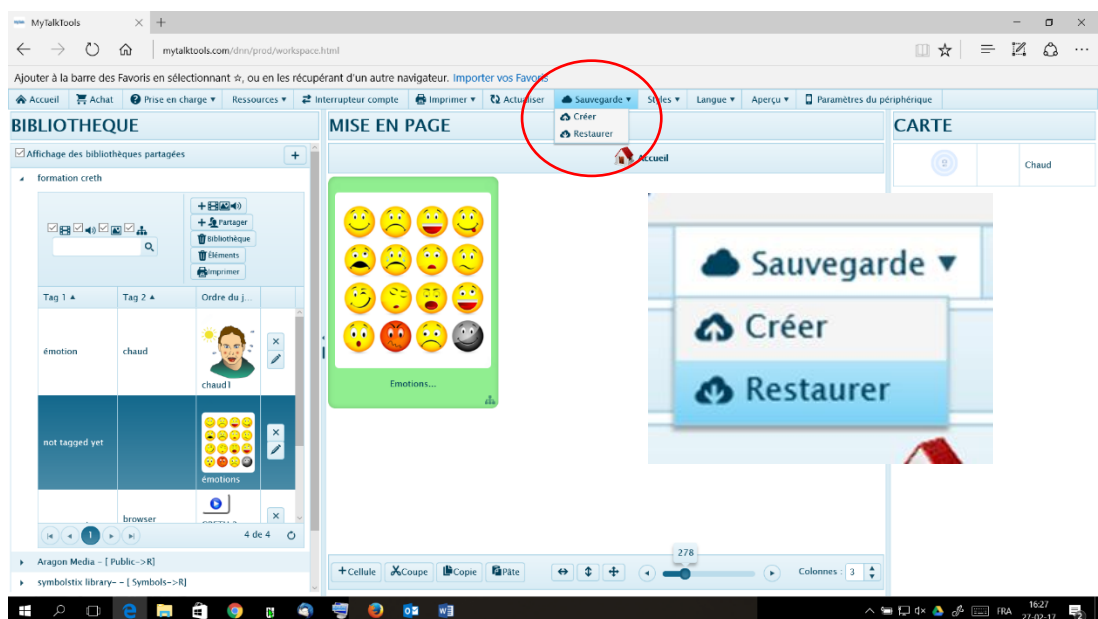 MyTalkTools
mytalktools.com/dnn/prod/workspace.html
Ajouter à la barre des Favoris en sélectionnant ☆, ou en les récupérant d'un autre navigateur. Importer vos Favoris
Accueil Achat Prise en charge ▼ Ressources ▼ Interrupteur compte Imprimer ▼ Actualiser Sauvegarde ▼ Styles ▼ Langue ▼ Aperçu ▼ Paramètres du périphérique
Créer
Restaurer
BIBLIOTHEQUE
MISE EN PAGE
CARTE
Affichage des bibliothèques partagées
Accueil
Chaud
formation creth
Partager
Bibliothèque
Éléments
Imprimer
Tag 1 ▲ Tag 2 ▲ Ordre du j...
émotion chaud
chaud1
not tagged yet
émotions
browser
1
4 de 4
Aragon Media - [ Public->R]
symbolstix library- - [ Symbols->R]
Emotions...
Sauvegarde ▼
Créer
Restaurer
278
+Cellule Coupe Copie Pâte
Colonnes : 3
FRA
16:27
27-02-17